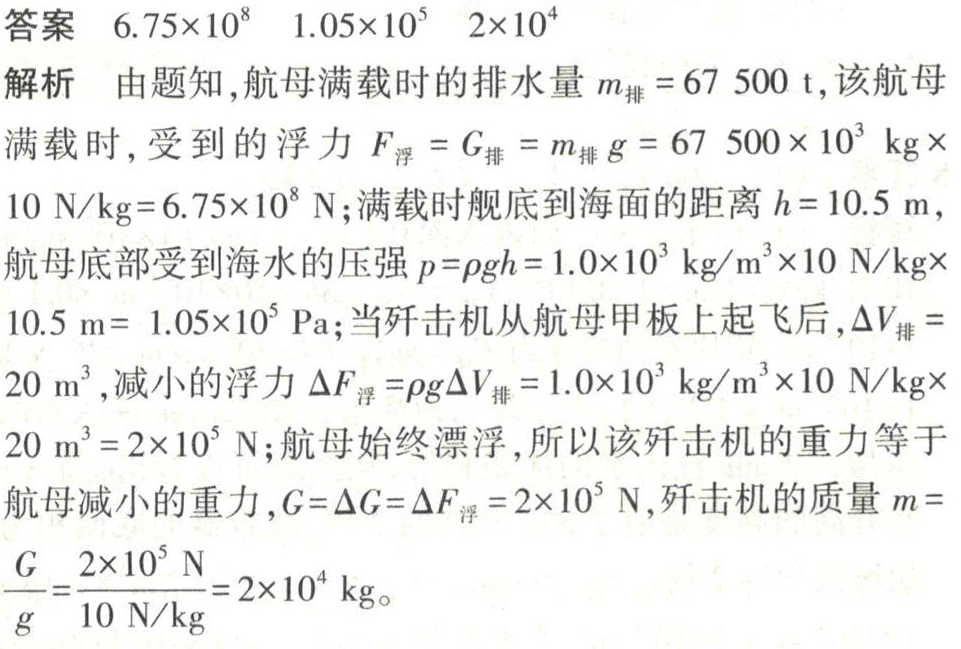 答案 6.75×10⁸ 1.05×10⁵ 2×10⁴
解析 由题知,航母满载时的排水量 m排 = 67 500 t,该航母
满载时,受到的浮力 F浮 = G排 = m排 g = 67 500×10³ kg×
10 N/kg=6.75×10⁸ N;满载时舰底到海面的距离 h=10.5 m,
航母底部受到海水的压强 p=ρgh=1.0×10³ kg/m³×10 N/kg×
10.5 m= 1.05×10⁵ Pa;当歼击机从航母甲板上起飞后,ΔV排 =
20 m³,减小的浮力 ΔF浮 =ρgΔV排 =1.0×10³ kg/m³×10 N/kg×
20 m³=2×10⁵ N;航母始终漂浮,所以该歼击机的重力等于
航母减小的重力,G=ΔG=ΔF浮 =2×10⁵ N,歼击机的质量 m=
G/g=2×10⁵ N/10 N/kg=2×10⁴ kg。